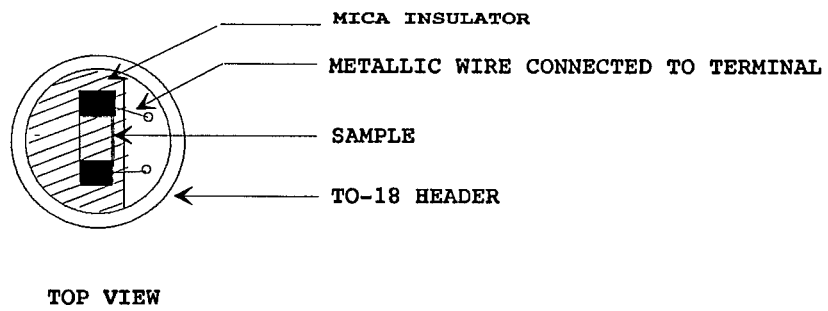 MICA INSULATOR
METALLIC WIRE CONNECTED TO TERMINAL
SAMPLE
TO-18 HEADER
TOP VIEW